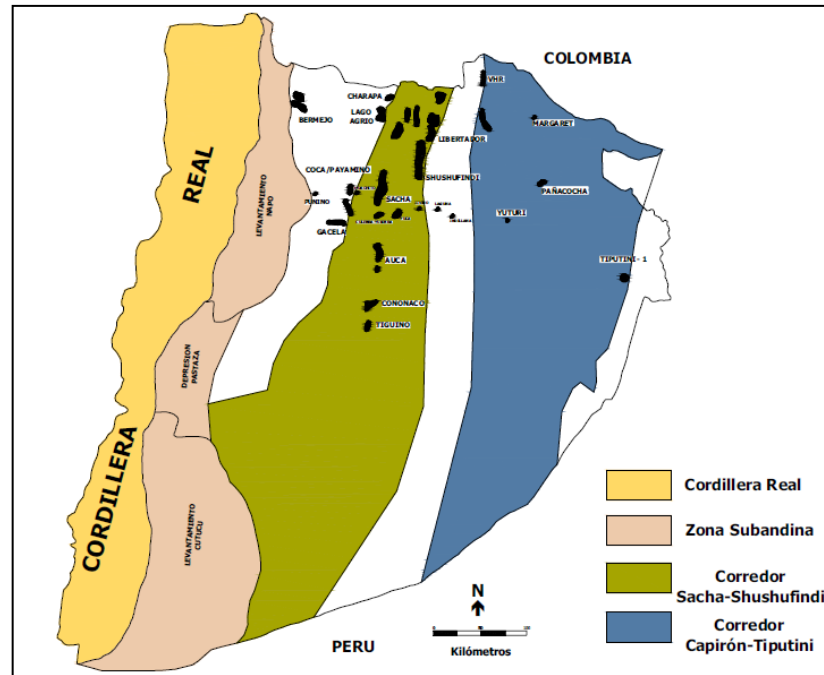 COLOMBIA
VHR
CHARAPA
BERMEJO
LAGO
AGRIO
MARGARET
LIBERTADOR
COCA/PAYAMINO
SHUSHUFINDI
PAÑACOCHA
PUNINO
SACHA
YUTURI
GACELA
AUCA
TIPUTINI- 1
CONONACO
TIGUINO
CORDILLERA REAL
LEVANTAMIENTO
NAPO
DEPRESION
PASTAZA
LEVANTAMIENTO
CUTUCU
PERU
N
Kilómetros
Cordillera Real
Zona Subandina
Corredor
Sacha-Shushufindi
Corredor
Capirón-Tiputini